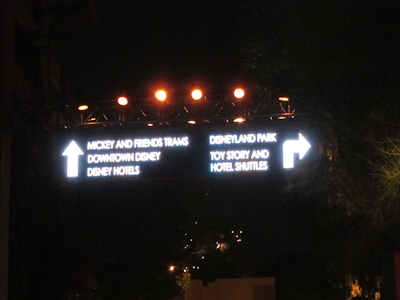 MICKEY AND FRIENDS TRAMS
DOWNTOWN DISNEY
DISNEY HOTELS
DISNEYLAND PARK
TOY STORY AND
HOTEL SHUTTLES